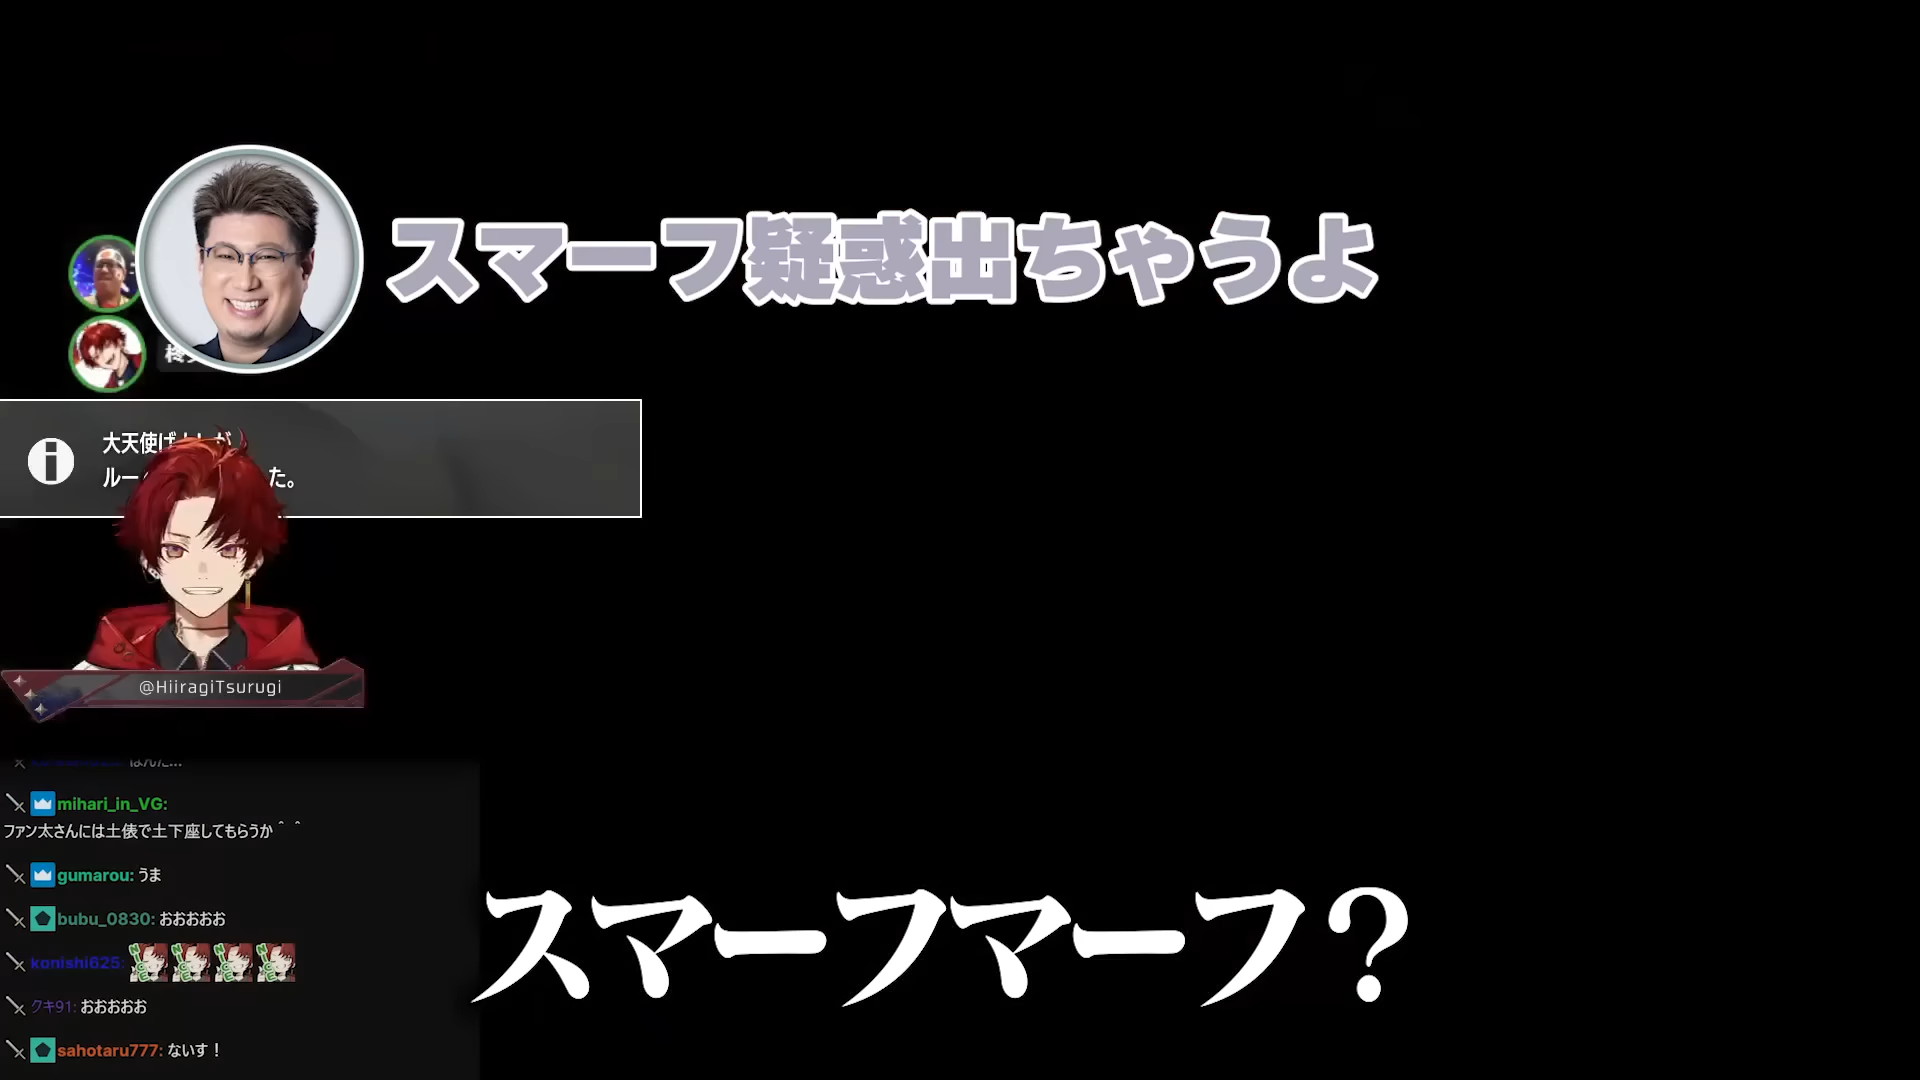 スマーフ疑惑出ちゃうよ
柊
大天使げ
ルー
た。
@HiiragiTsurugi
mihari_in_VG:
ファン太さんには土俵で土下座してもらうか＾＾
gumarou: うま
bubu_0830: おおおおお
konishi625:
クキ91: おおおおお
sahotaru777: ないす！
スマーフマーフ？